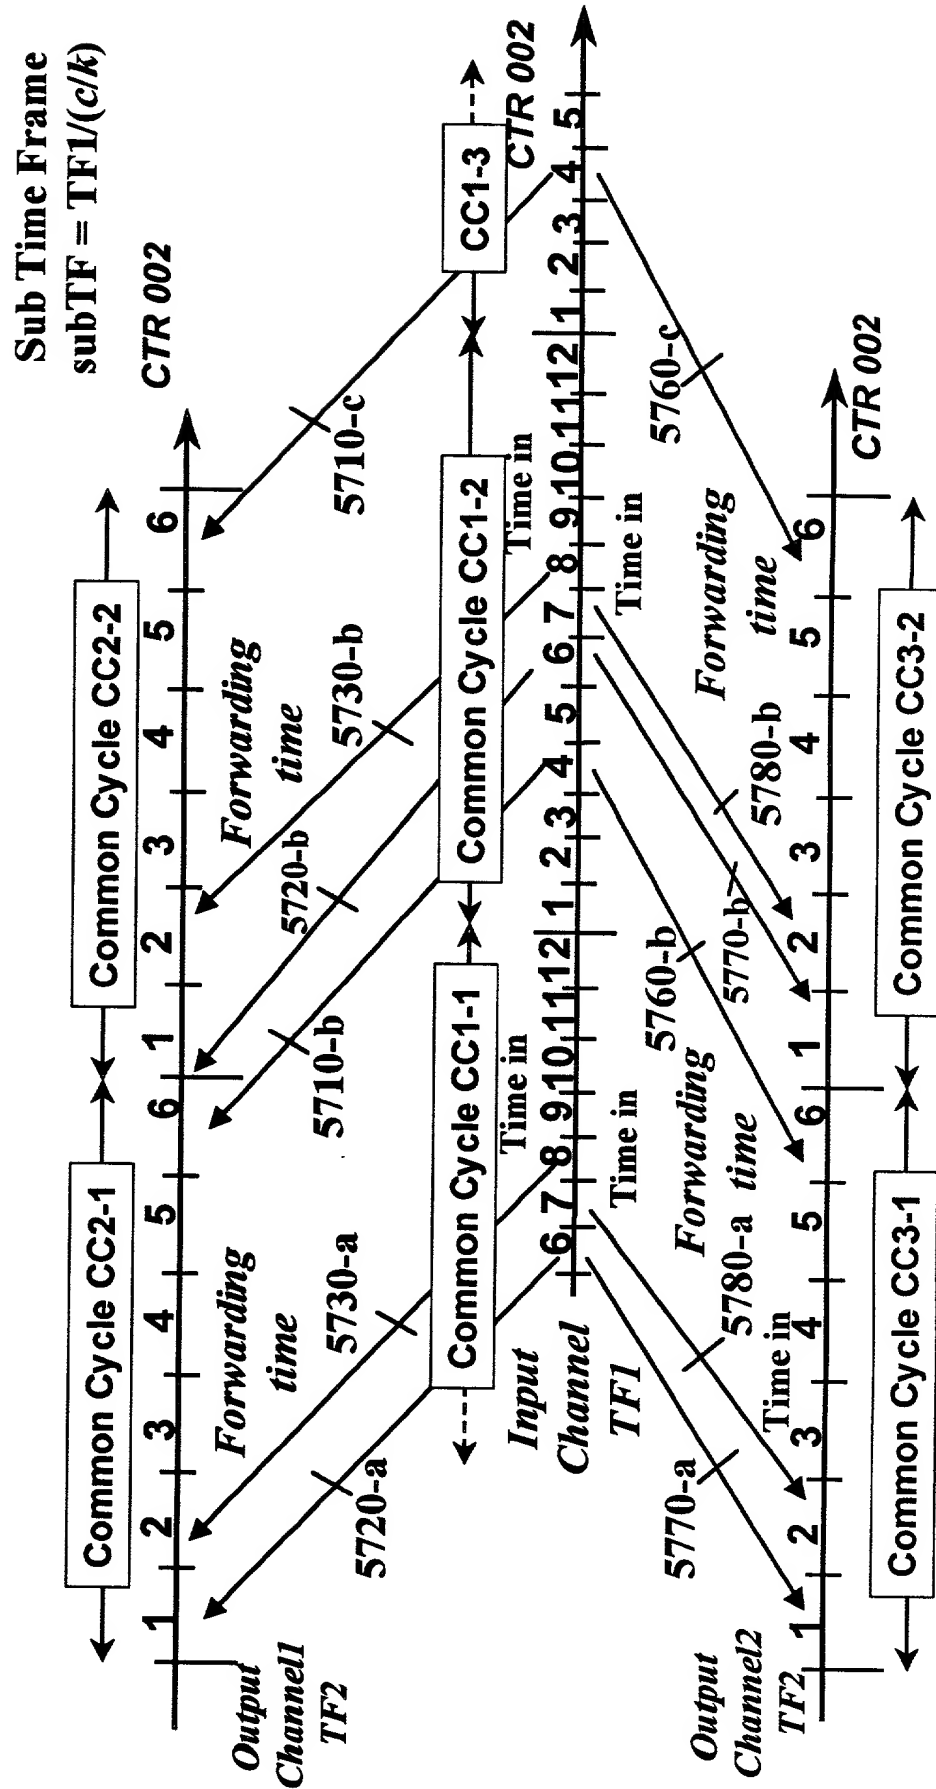 Sub Time Frame
subTF = TF1/(c/k)
Common Cycle CC2-1
Common Cycle CC2-2
CTR 002
1 2 3 4 5 6 1 2 3 4 5 6
Output
Channel1
TF2
Forwarding
time
Forwarding
time
5720-a
5730-a
5710-b
5720-b
5730-b
5710-c
Common Cycle CC1-1
Common Cycle CC1-2
CC1-3
Time in
Time in
CTR 002
Input
Channel
TF1
6 7 8 9 10 11 12 1 2 3 4 5 6 7 8 9 10 11 12 1 2 3 4 5
Time in
Time in
5770-a
5780-a
5760-b
5770-b
5780-b
5760-c
Forwarding
time
Forwarding
time
Time in
Output
Channel2
TF2
1 2 3 4 5 6 1 2 3 4 5 6
CTR 002
Common Cycle CC3-1
Common Cycle CC3-2